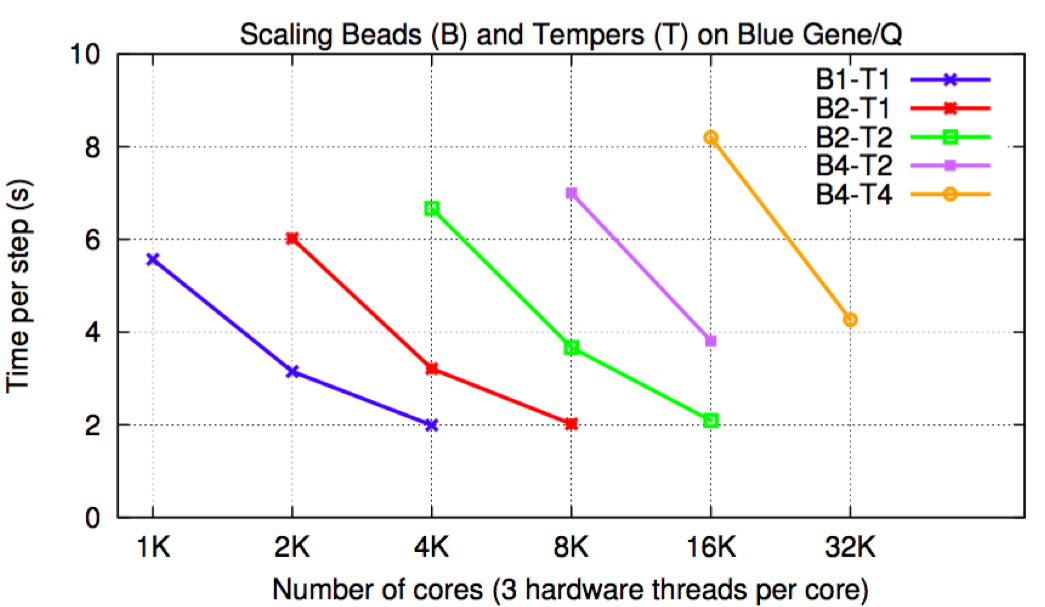 Scaling Beads (B) and Tempers (T) on Blue Gene/Q
10
8
6
4
2
0
Time per step (s)
B1-T1
B2-T1
B2-T2
B4-T2
B4-T4
1K 2K 4K 8K 16K 32K
Number of cores (3 hardware threads per core)